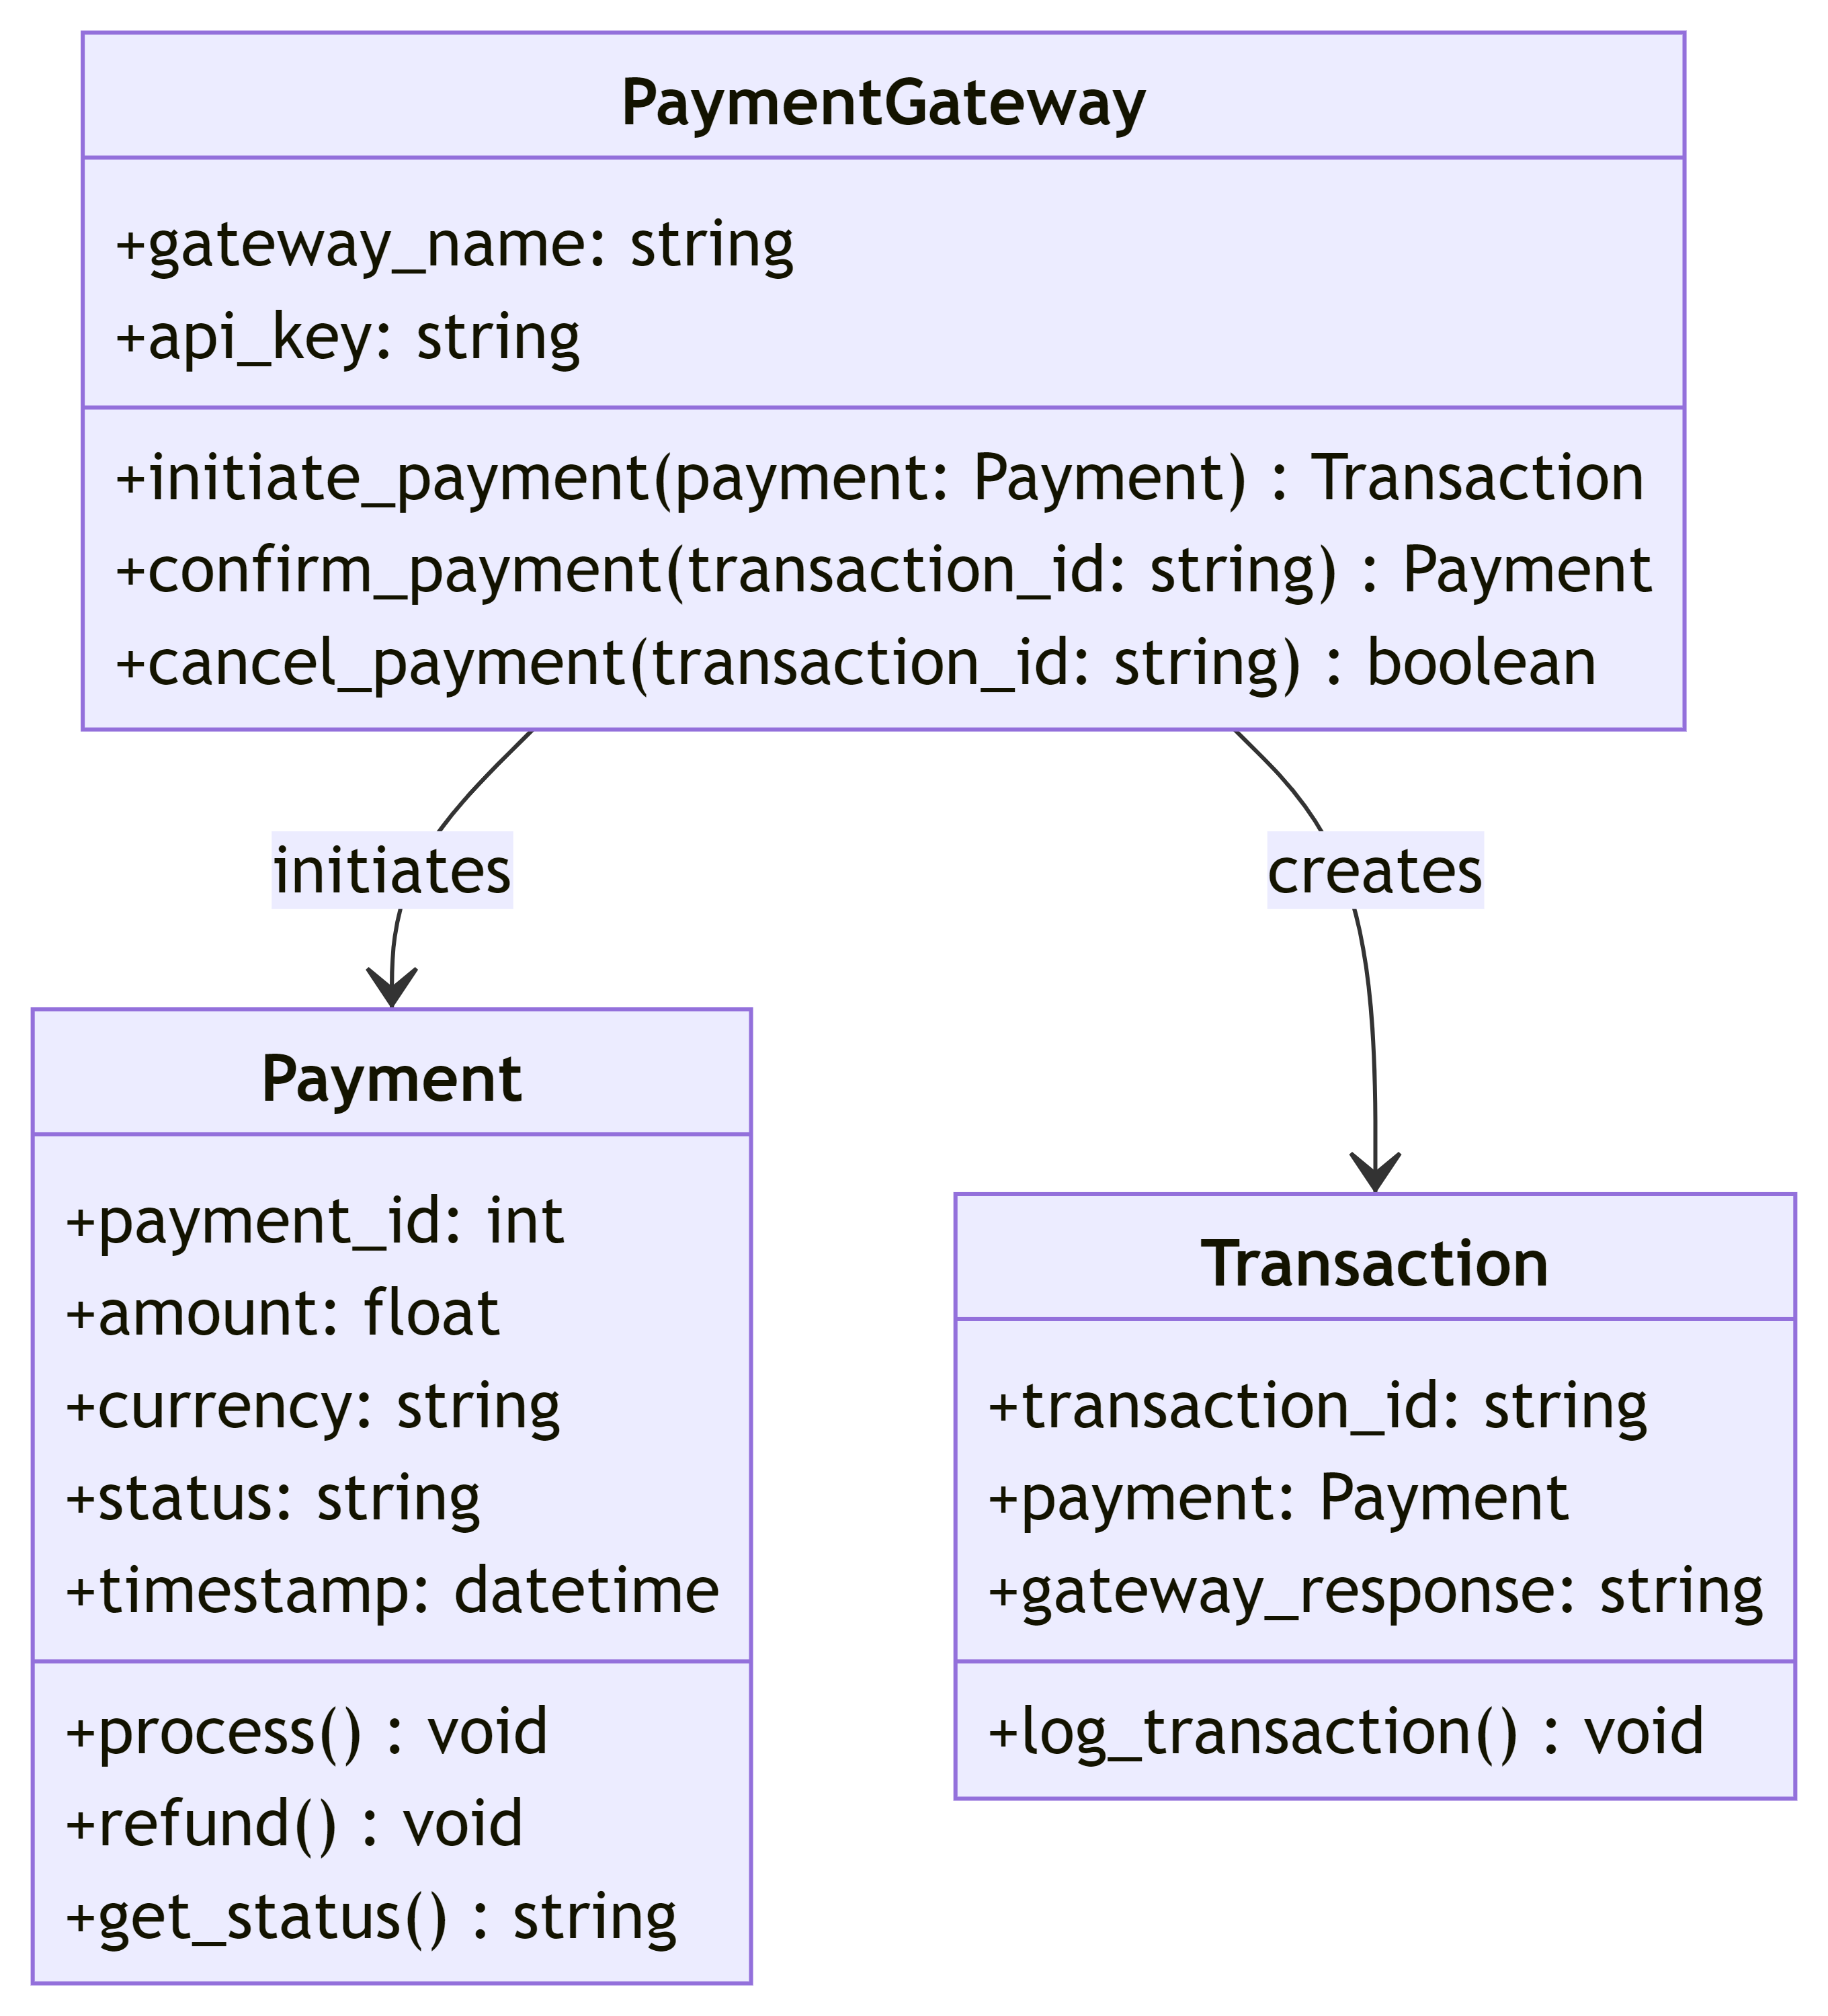 PaymentGateway
+gateway_name: string
+api_key: string
+initiate_payment(payment: Payment) : Transaction
+confirm_payment(transaction_id: string) : Payment
+cancel_payment(transaction_id: string) : boolean
initiates
creates
Payment
+payment_id: int
+amount: float
+currency: string
+status: string
+timestamp: datetime
+process() : void
+refund() : void
+get_status() : string
Transaction
+transaction_id: string
+payment: Payment
+gateway_response: string
+log_transaction() : void